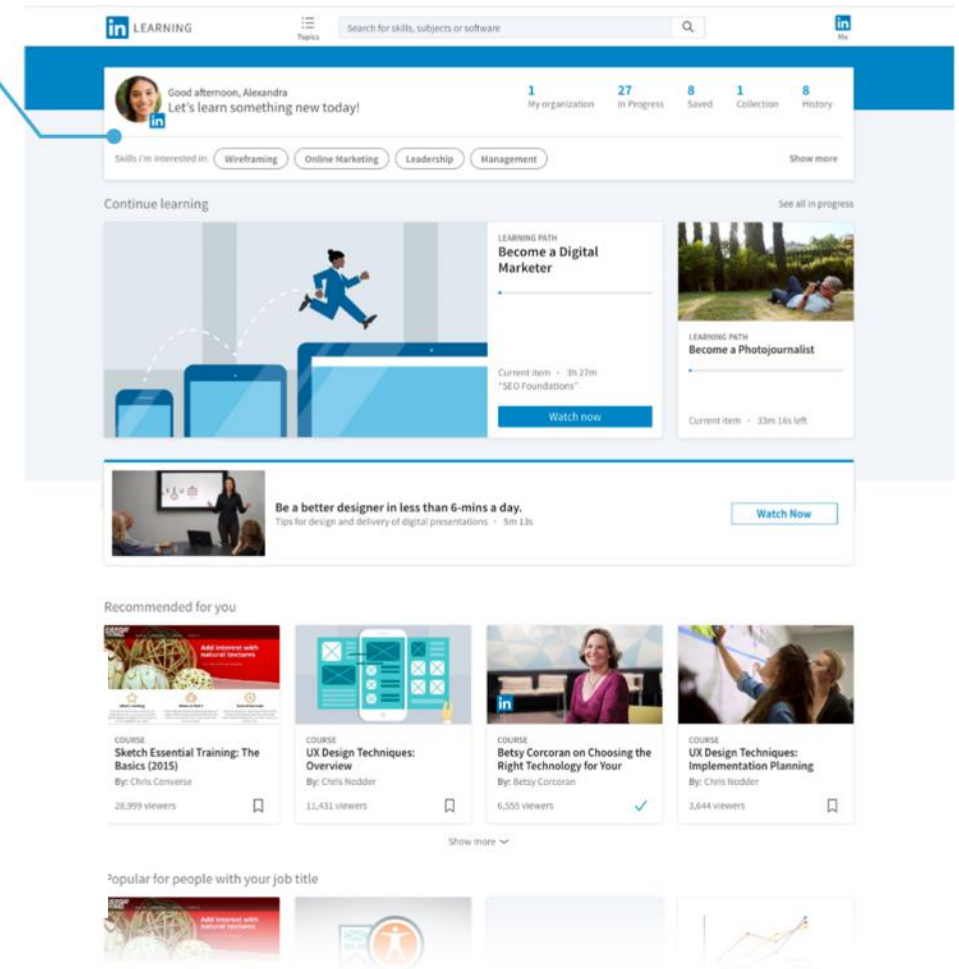 in LEARNING
Topics
Search for skills, subjects or software
in
Me
Good afternoon, Alexandra
Let's learn something new today!
in
1
My organization
27
In Progress
8
Saved
1
Collection
8
History
Skills I'm interested in:
Wireframing
Online Marketing
Leadership
Management
Show more
Continue learning
See all in progress
LEARNING PATH
Become a Digital
Marketer
Current item · 3h 27m
"SEO Foundations"
Watch now
LEARNING PATH
Become a Photojournalist
Current item · 33m 16s left
Be a better designer in less than 6-mins a day.
Tips for design and delivery of digital presentations · 5m 13s
Watch Now
Recommended for you
Add interest with
natural textures
COURSE
Sketch Essential Training: The
Basics (2015)
By: Chris Converse
28,999 viewers
COURSE
UX Design Techniques:
Overview
By: Chris Nodder
11,431 viewers
in
COURSE
Betsy Corcoran on Choosing the
Right Technology for Your
By: Betsy Corcoran
6,555 viewers
COURSE
UX Design Techniques:
Implementation Planning
By: Chris Nodder
3,644 viewers
Show more
Popular for people with your job title
Add interest with
natural textures